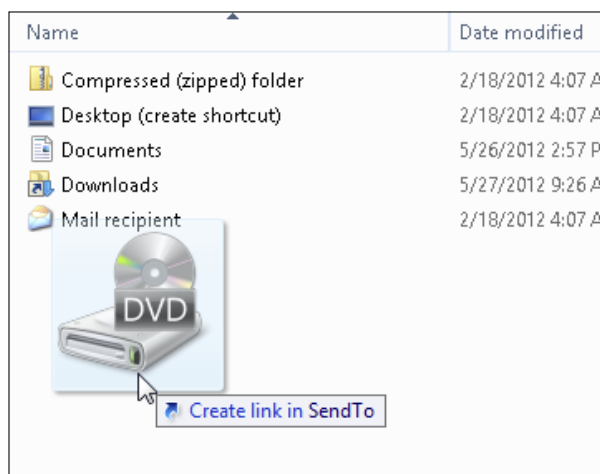 Name Date modified
Compressed (zipped) folder 2/18/2012 4:07 A
Desktop (create shortcut) 2/18/2012 4:07 A
Documents 5/26/2012 2:57 P
Downloads 5/27/2012 9:26 A
Mail recipient 2/18/2012 4:07 A
DVD
Create link in SendTo